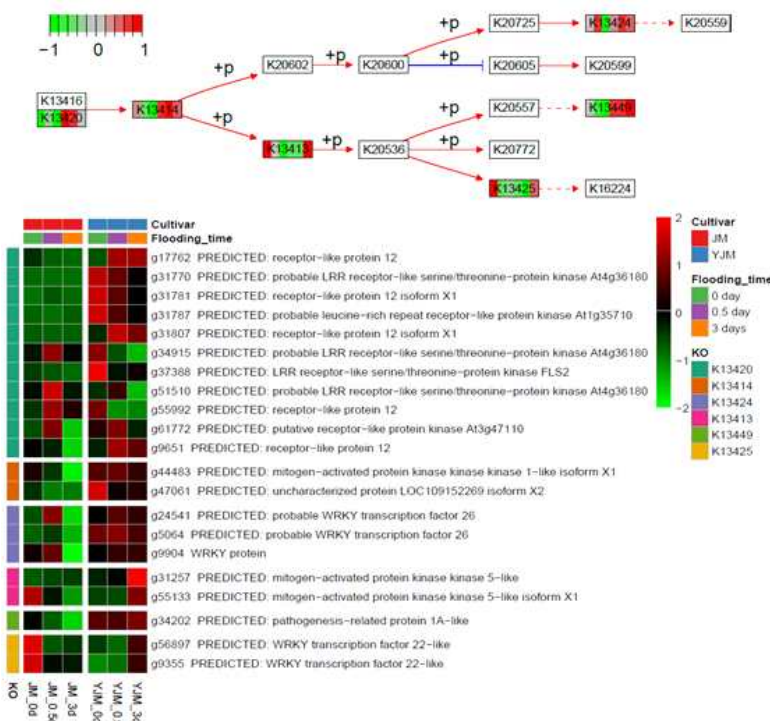 −1 0 1
K20725 K13424 K20559
+p
+p +p
K20602 K20600 K20605 K20599
K13416
K13420 K13414
+p
K20557 K13449
+p +p
K13413 K20536 K20772
+p
K13425 K16224
Cultivar
Flooding_time
g17762 PREDICTED: receptor−like protein 12
g31770 PREDICTED: probable LRR receptor−like serine/threonine−protein kinase At4g36180
g31781 PREDICTED: receptor−like protein 12 isoform X1
g31787 PREDICTED: probable leucine−rich repeat receptor−like protein kinase At1g35710
g31807 PREDICTED: receptor−like protein 12 isoform X1
g34915 PREDICTED: probable LRR receptor−like serine/threonine−protein kinase At4g36180
g37388 PREDICTED: LRR receptor−like serine/threonine−protein kinase FLS2
g51510 PREDICTED: probable LRR receptor−like serine/threonine−protein kinase At4g36180
g55992 PREDICTED: receptor−like protein 12
g61772 PREDICTED: putative receptor−like protein kinase At3g47110
g9651 PREDICTED: receptor−like protein 12
g44483 PREDICTED: mitogen−activated protein kinase kinase kinase 1−like isoform X1
g47061 PREDICTED: uncharacterized protein LOC109152269 isoform X2
g24541 PREDICTED: probable WRKY transcription factor 26
g5064 PREDICTED: probable WRKY transcription factor 26
g9904 WRKY protein
g31257 PREDICTED: mitogen−activated protein kinase kinase 5−like
g55133 PREDICTED: mitogen−activated protein kinase kinase 5−like isoform X1
g34202 PREDICTED: pathogenesis−related protein 1A−like
g56897 PREDICTED: WRKY transcription factor 22−like
g9355 PREDICTED: WRKY transcription factor 22−like
KO
JM_0d
JM_0.5
JM_3d
YJM_0
YJM_0.
YJM_3
2
1
0
−1
−2
Cultivar
JM
YJM
Flooding_time
0 day
0.5 day
3 days
KO
K13420
K13414
K13424
K13413
K13449
K13425